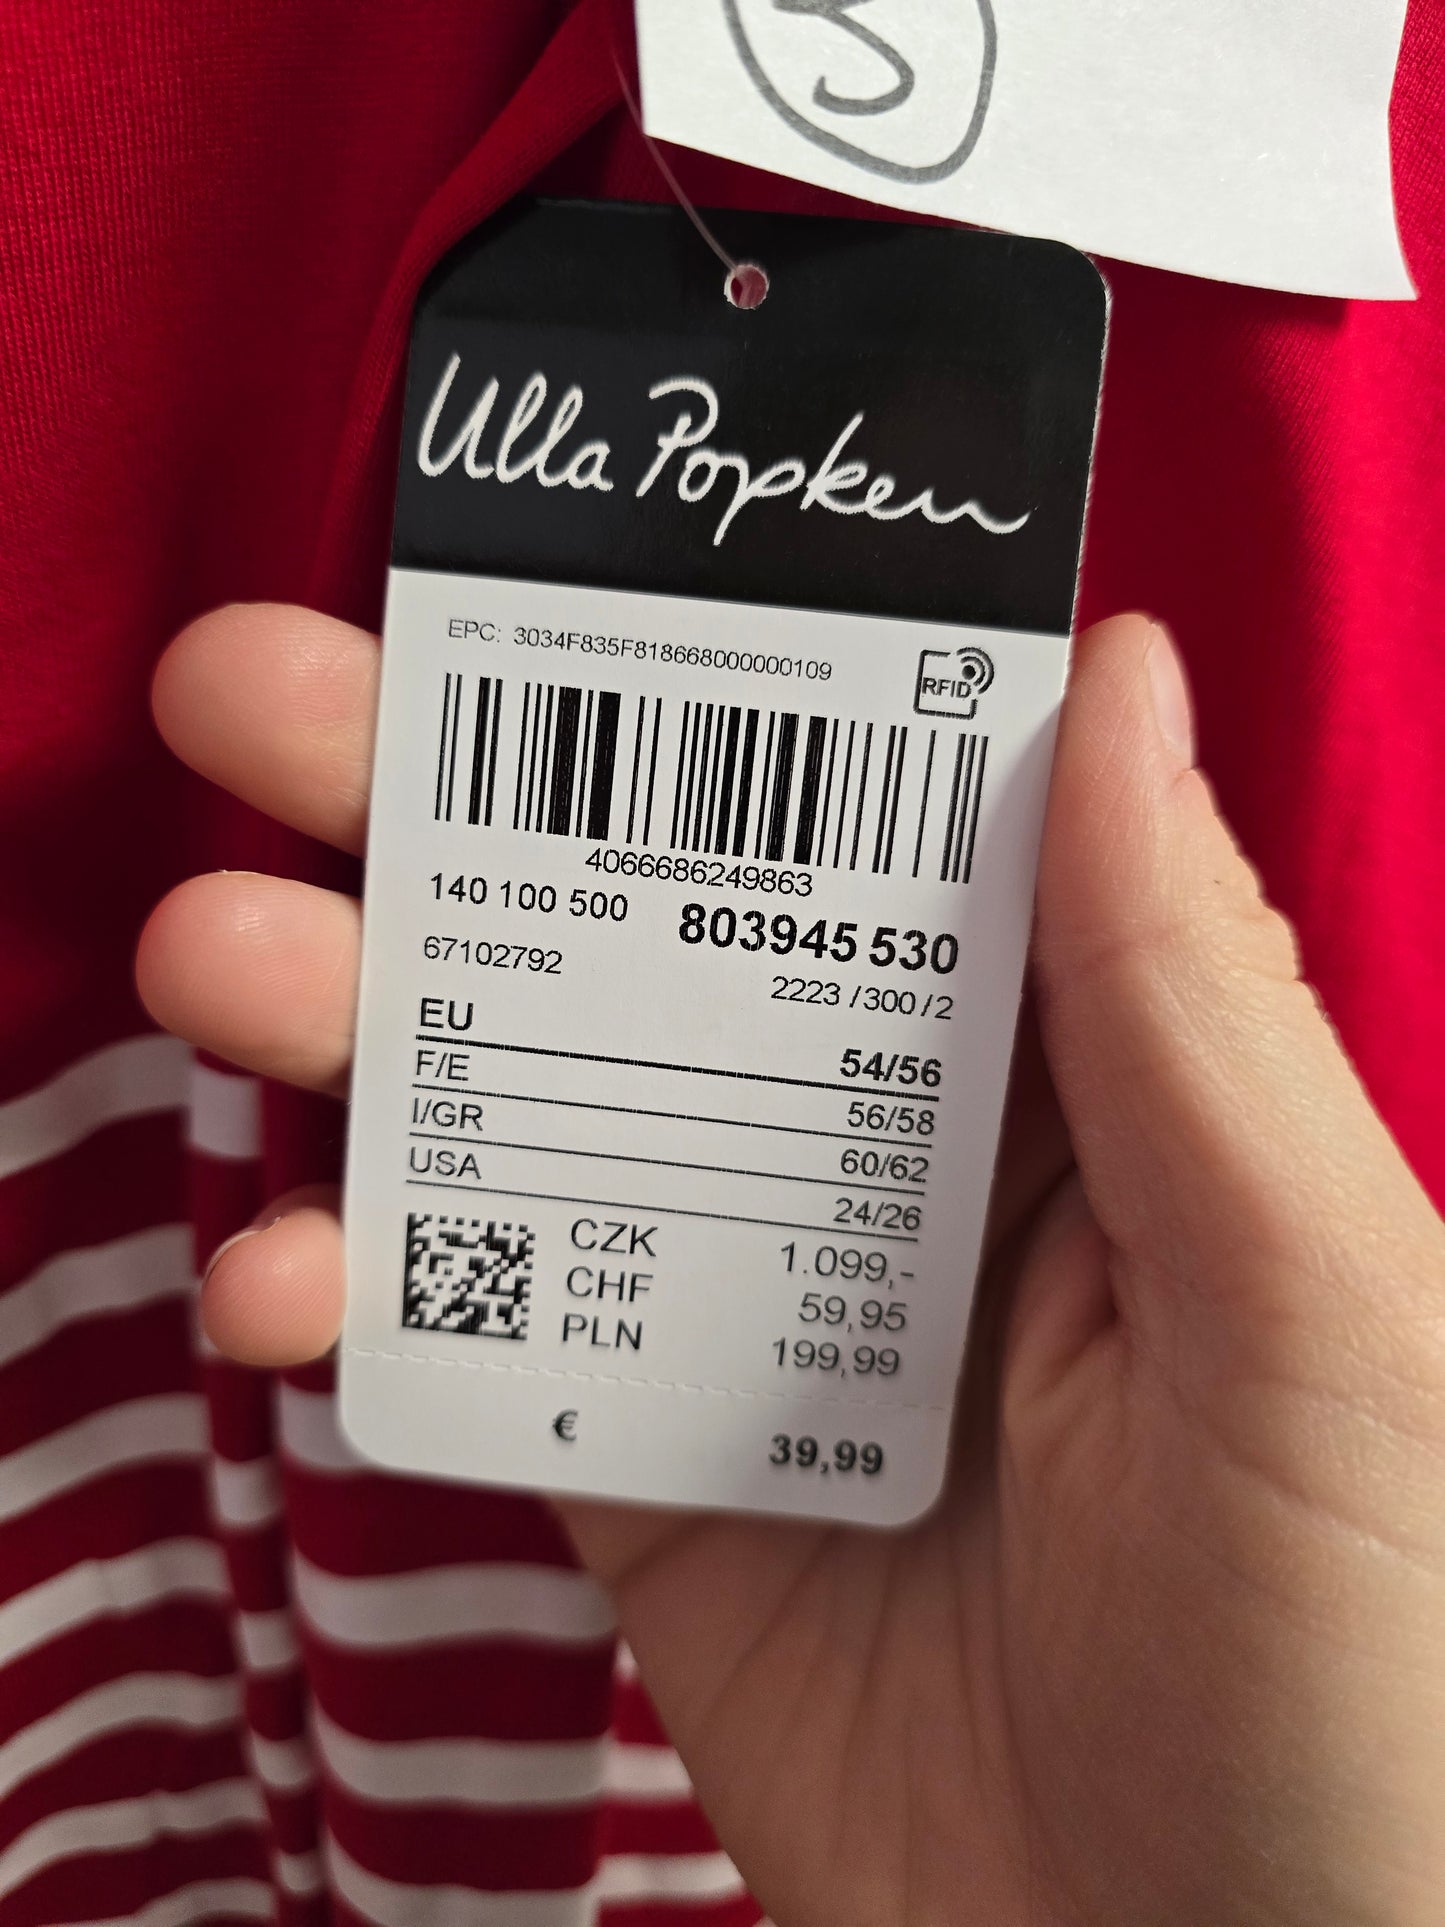 Ulla Popken
EPC: 3034F835F818668000000109
RFID
4066686249863
140 100 500 803945 530
67102792
2223 /300/2
EU 54/56
F/E 56/58
I/GR 60/62
USA 24/26
CZK 1.099,-
CHF 59,95
PLN 199,99
€ 39,99